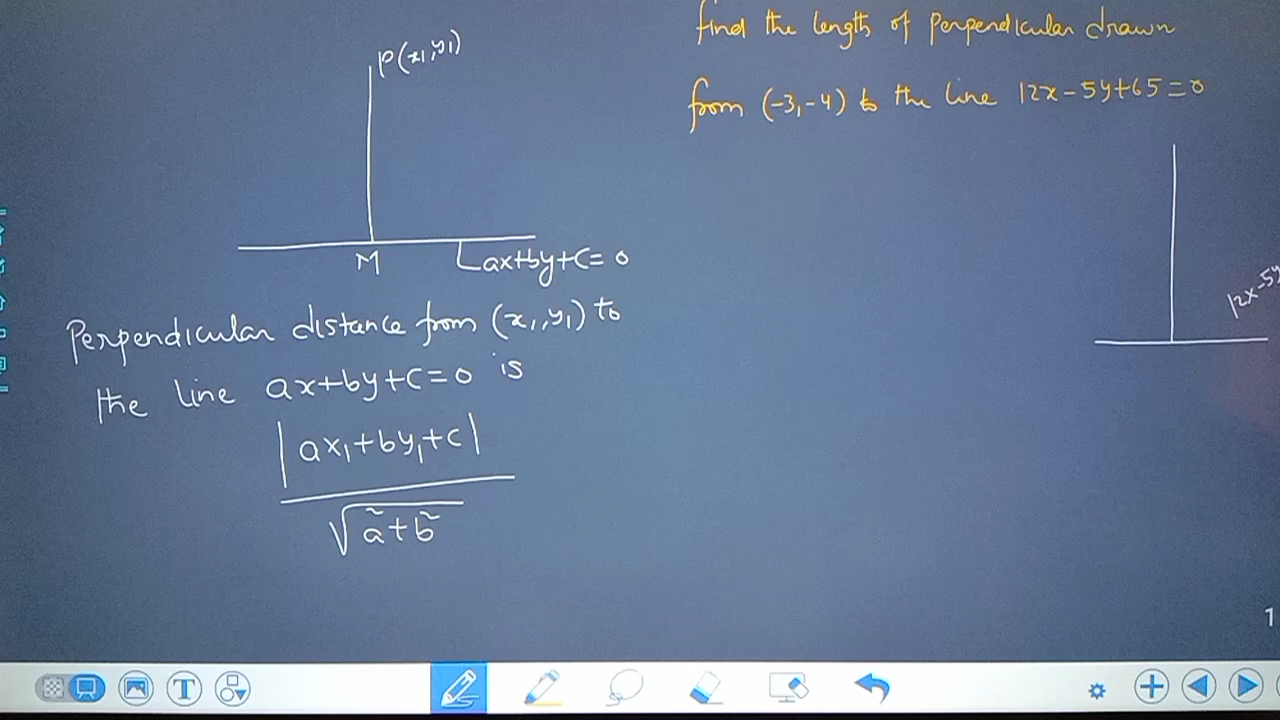 P(x₁,y₁)
M
ax+by+c=0
Perpendicular distance from (x₁,y₁) to
the line ax+by+c=0 is
|ax₁+by₁+c|
√a²+b²
find the length of perpendicular drawn
from (-3,-4) to the line 12x-5y+65=0
12x-5y
1
T